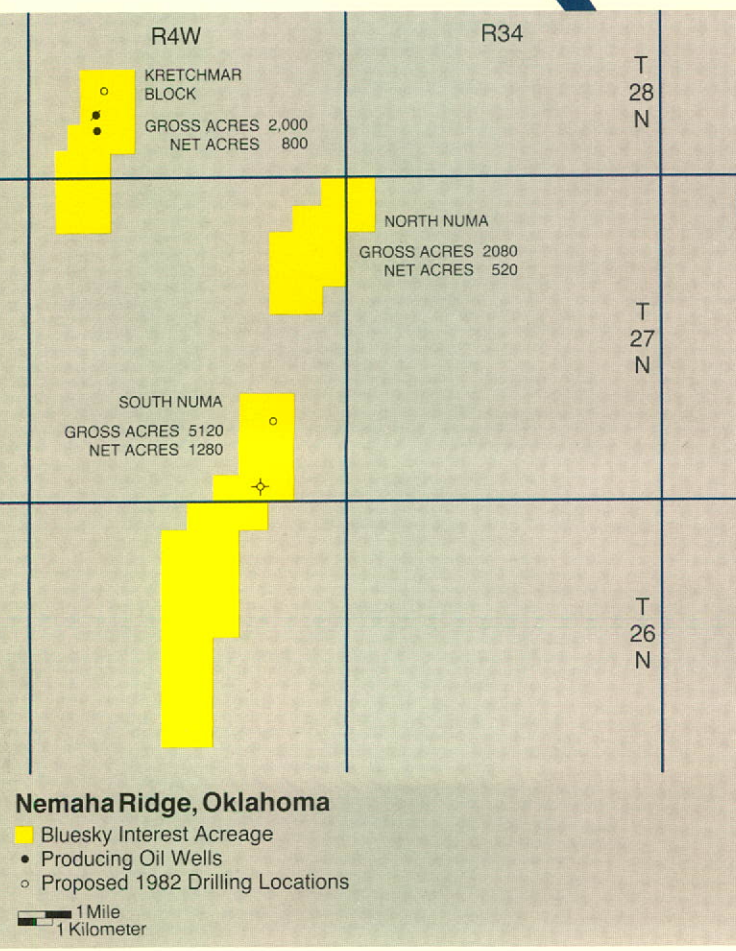 R4W
R34
T
28
N
KRETCHMAR
BLOCK
GROSS ACRES 2,000
NET ACRES 800
NORTH NUMA
GROSS ACRES 2080
NET ACRES 520
T
27
N
SOUTH NUMA
GROSS ACRES 5120
NET ACRES 1280
T
26
N
Nemaha Ridge, Oklahoma
Bluesky Interest Acreage
Producing Oil Wells
Proposed 1982 Drilling Locations
1 Mile
1 Kilometer